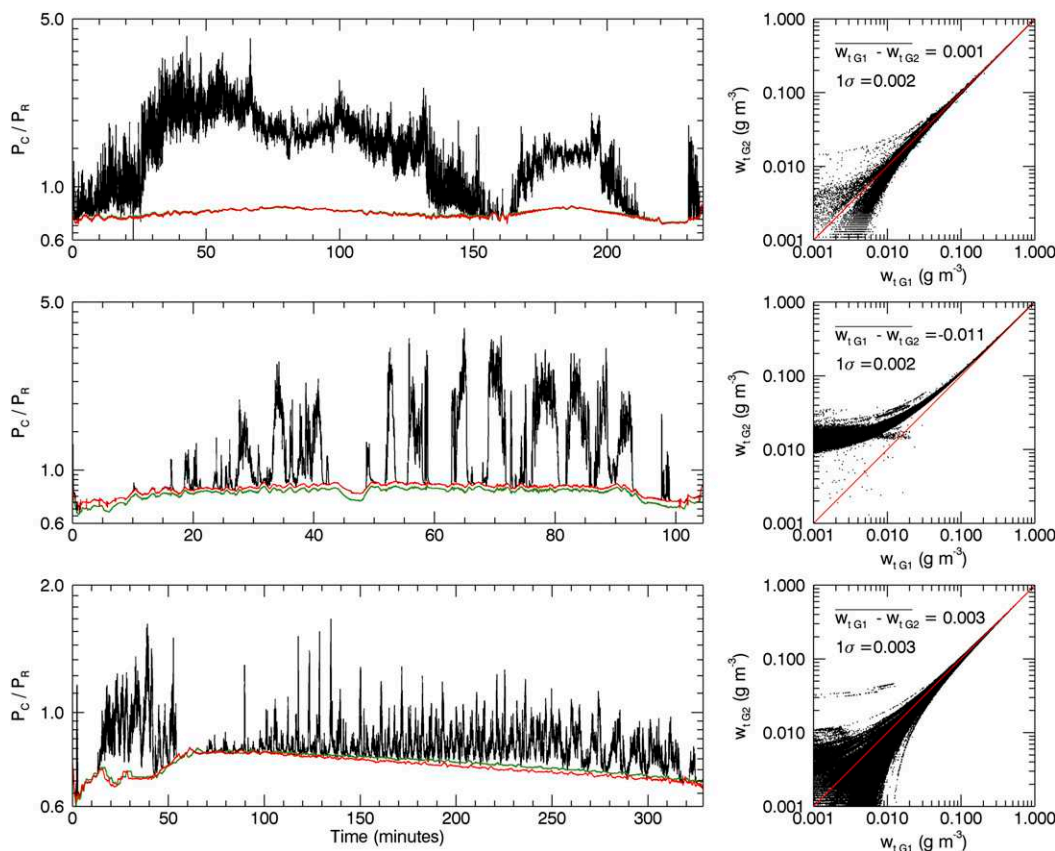 5.0
P_C / P_R
1.0
0.6
0 50 100 150 200
1.000
w_t G1 - w_t G2 = 0.001
1σ =0.002
0.100
w_t G2 (g m⁻³)
0.010
0.001
0.001 0.010 0.100 1.000
w_t G1 (g m⁻³)
5.0
P_C / P_R
1.0
0.6
0 20 40 60 80 100
1.000
w_t G1 - w_t G2 =-0.011
1σ =0.002
0.100
w_t G2 (g m⁻³)
0.010
0.001
0.001 0.010 0.100 1.000
w_t G1 (g m⁻³)
2.0
P_C / P_R
1.0
0.6
0 50 100 150 200 250 300
Time (minutes)
1.000
w_t G1 - w_t G2 = 0.003
1σ =0.003
0.100
w_t G2 (g m⁻³)
0.010
0.001
0.001 0.010 0.100 1.000
w_t G1 (g m⁻³)